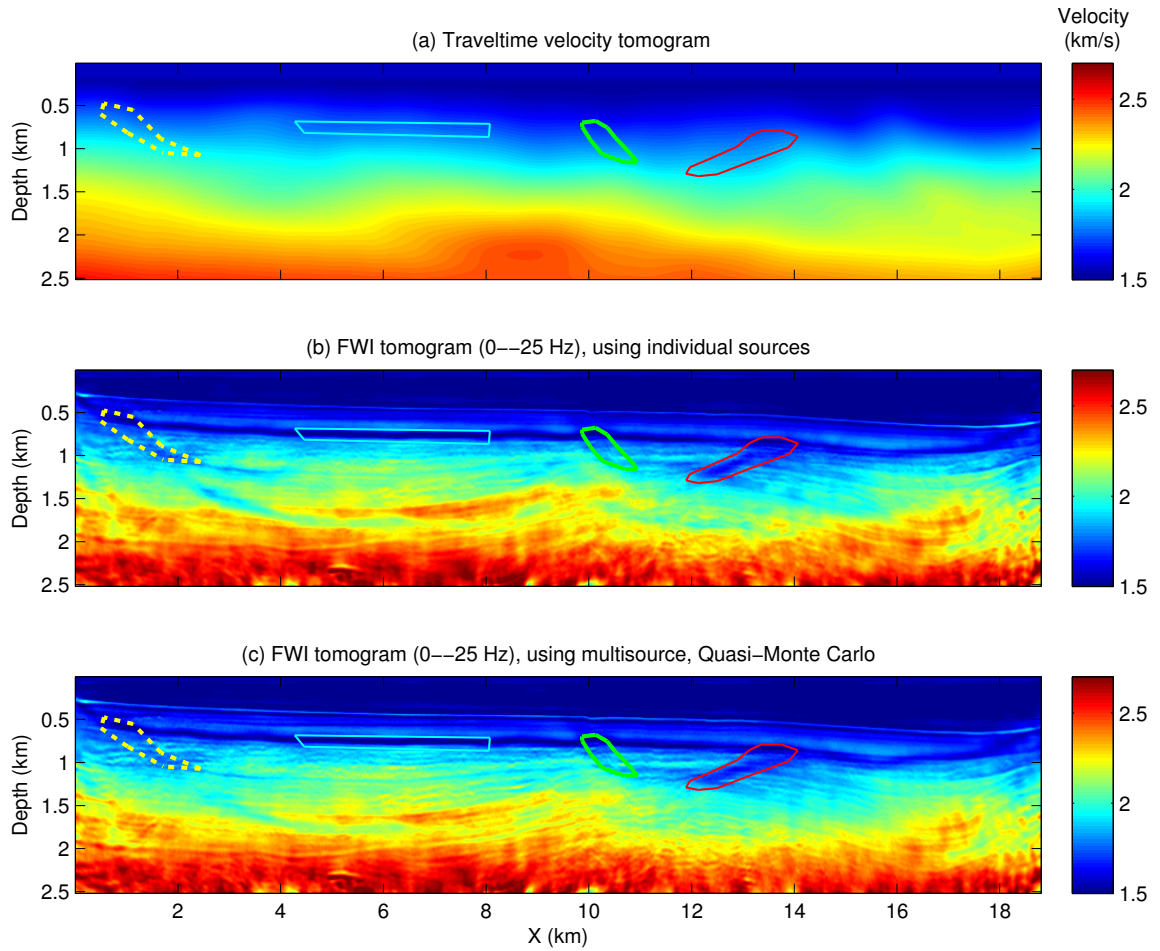 Velocity
(km/s)
(a) Traveltime velocity tomogram
Depth (km)
0.5
1
1.5
2
2.5
2.5
2
1.5
(b) FWI tomogram (0−−25 Hz), using individual sources
Depth (km)
0.5
1
1.5
2
2.5
2.5
2
1.5
(c) FWI tomogram (0−−25 Hz), using multisource, Quasi−Monte Carlo
Depth (km)
0.5
1
1.5
2
2.5
2.5
2
1.5
2 4 6 8 10 12 14 16 18
X (km)